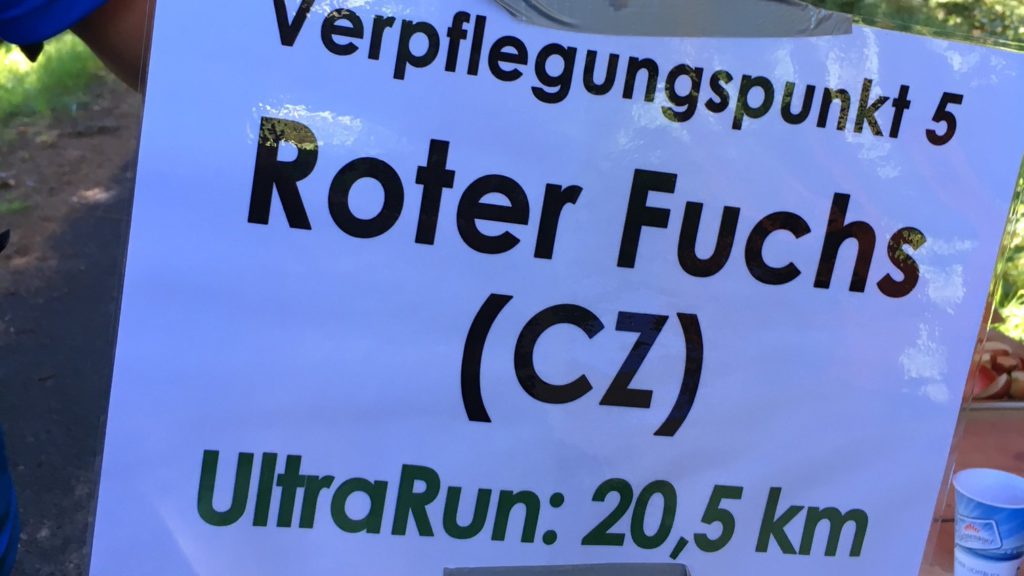 Verpflegungspunkt 5
Roter Fuchs
(CZ)
UltraRun: 20,5 km